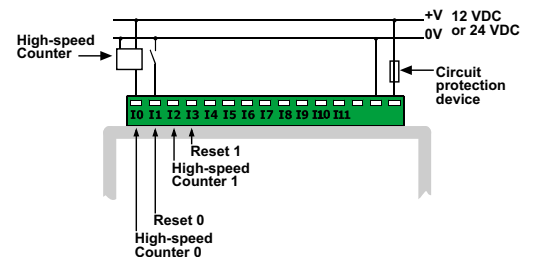 +V 12 VDC
0V or 24 VDC
High-speed
Counter
Circuit
protection
device
I0 I1 I2 I3 I4 I5 I6 I7 I8 I9 I10 I11
Reset 1
High-speed
Counter 1
Reset 0
High-speed
Counter 0